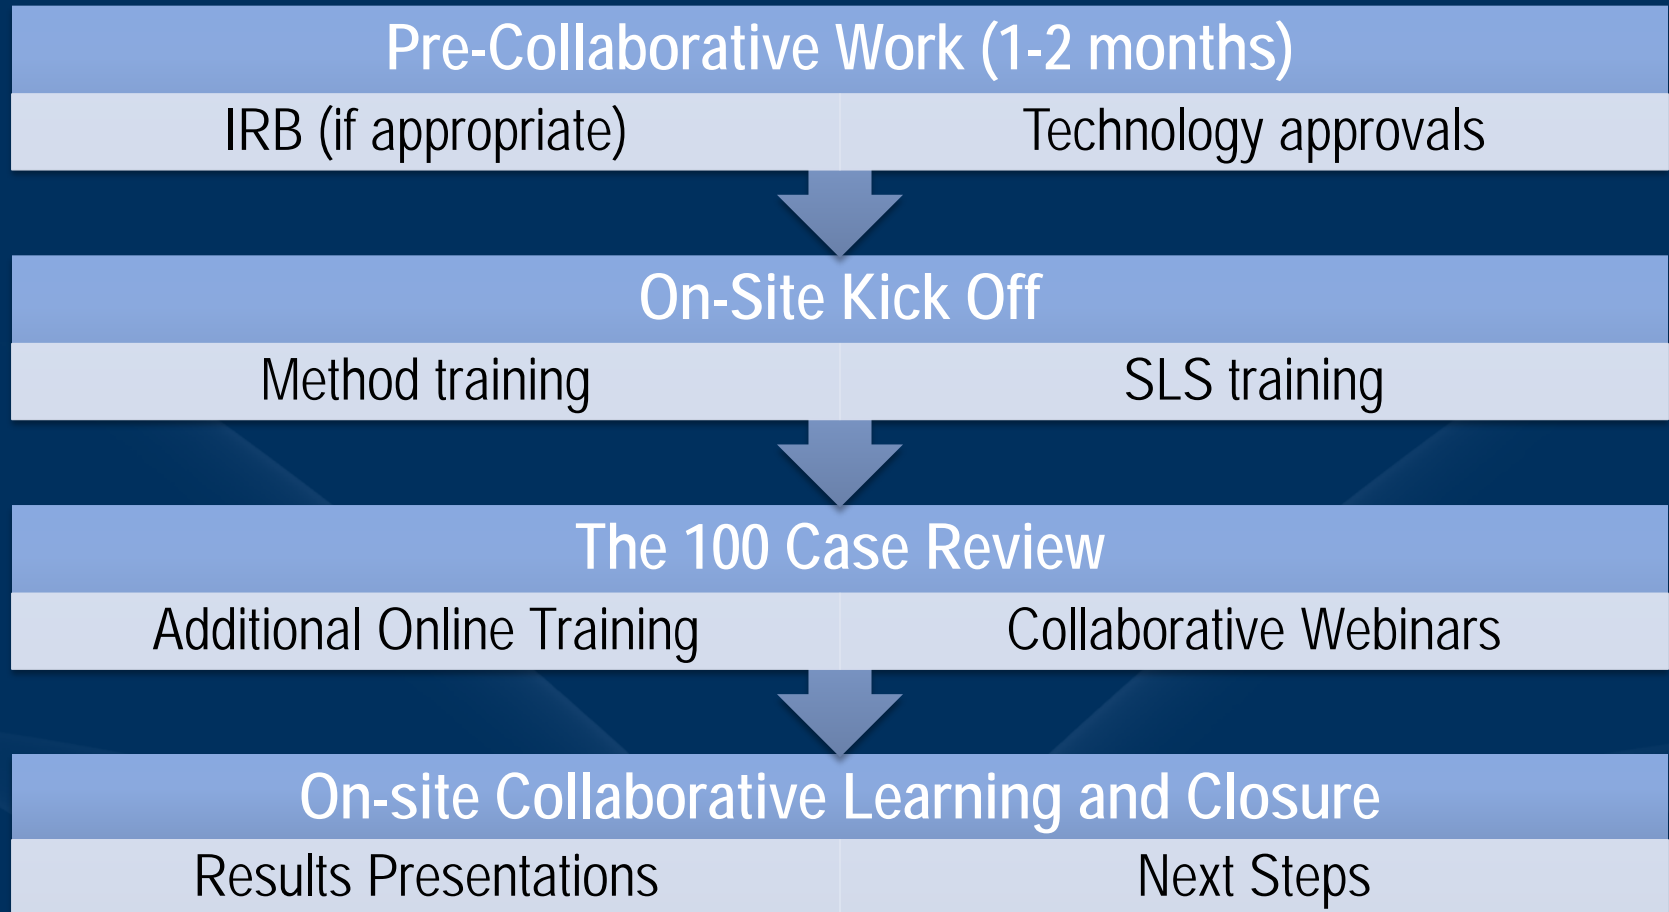 Pre-Collaborative Work (1-2 months)
IRB (if appropriate)
Technology approvals
On-Site Kick Off
Method training
SLS training
The 100 Case Review
Additional Online Training
Collaborative Webinars
On-site Collaborative Learning and Closure
Results Presentations
Next Steps